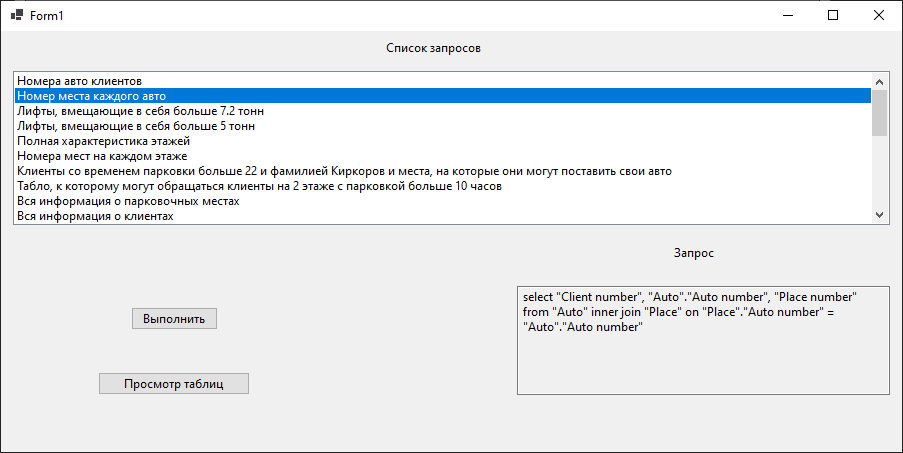 Form1
Список запросов
Номера авто клиентов
Номер места каждого авто
Лифты, вмещающие в себя больше 7.2 тонн
Лифты, вмещающие в себя больше 5 тонн
Полная характеристика этажей
Номера мест на каждом этаже
Клиенты со временем парковки больше 22 и фамилией Киркоров и места, на которые они могут поставить свои авто
Табло, к которому могут обращаться клиенты на 2 этаже с парковкой больше 10 часов
Вся информация о парковочных местах
Вся информация о клиентах
Запрос
select "Client number", "Auto"."Auto number", "Place number"
from "Auto" inner join "Place" on "Place"."Auto number" =
"Auto"."Auto number"
Выполнить
Просмотр таблиц